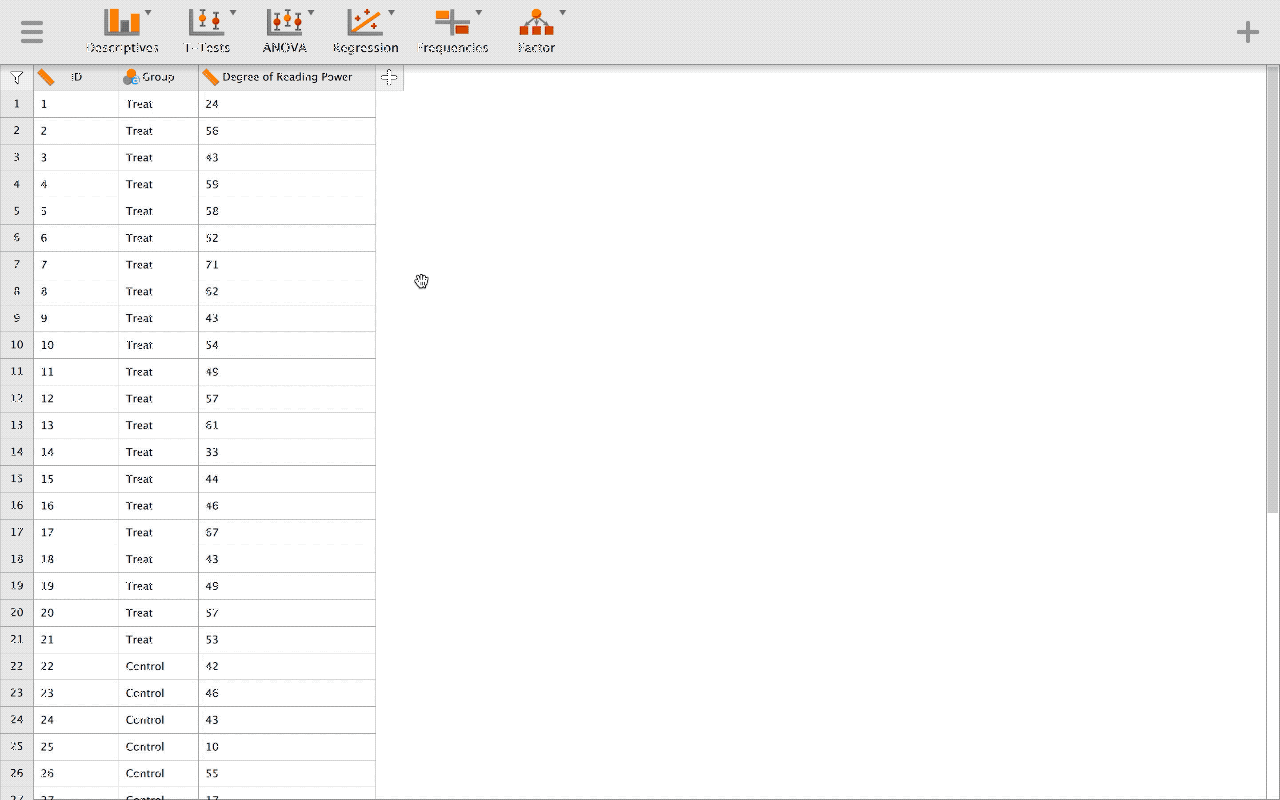 Descriptives T-Tests ANOVA Regression Frequencies Factor
ID Group Degree of Reading Power
1 1 Treat 24
2 2 Treat 56
3 3 Treat 43
4 4 Treat 59
5 5 Treat 58
6 6 Treat 52
7 7 Treat 71
8 8 Treat 62
9 9 Treat 43
10 10 Treat 54
11 11 Treat 49
12 12 Treat 57
13 13 Treat 61
14 14 Treat 33
15 15 Treat 44
16 16 Treat 46
17 17 Treat 67
18 18 Treat 43
19 19 Treat 49
20 20 Treat 57
21 21 Treat 53
22 22 Control 42
23 23 Control 46
24 24 Control 43
25 25 Control 10
26 26 Control 55
27 27 Control 17